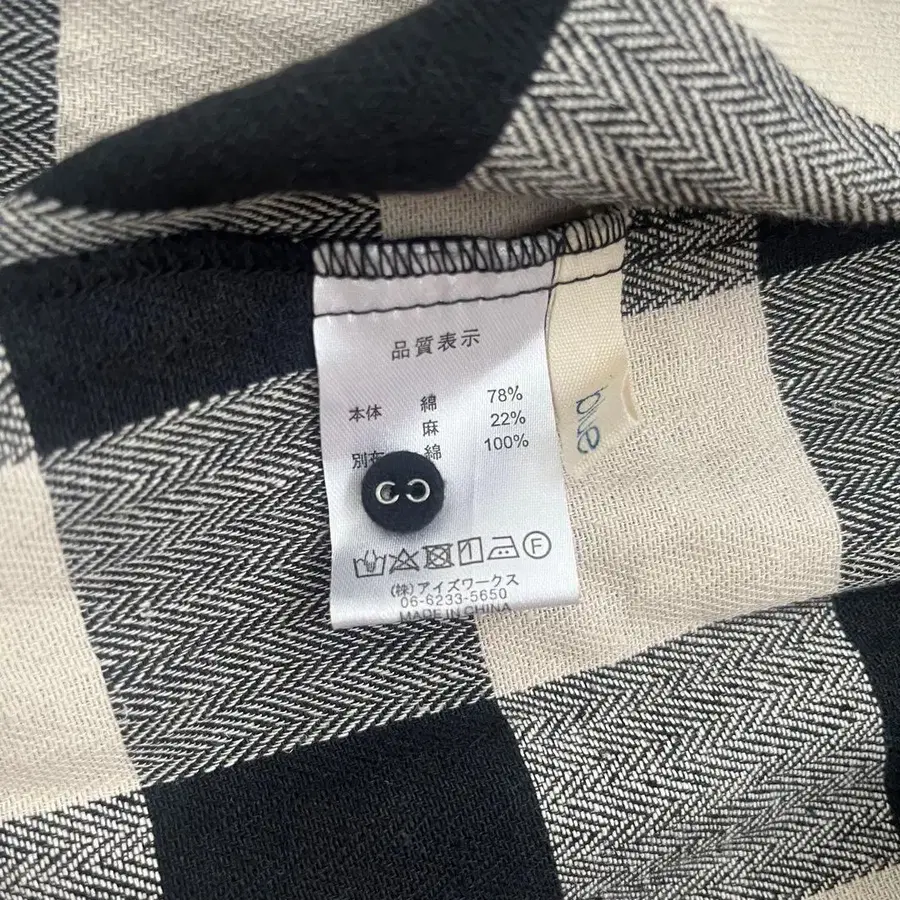 品質表示
本体 綿 78%
麻 22%
別布 綿 100%
(株)アイズワークス
06-6233-5650
MADE IN CHINA
F
blue